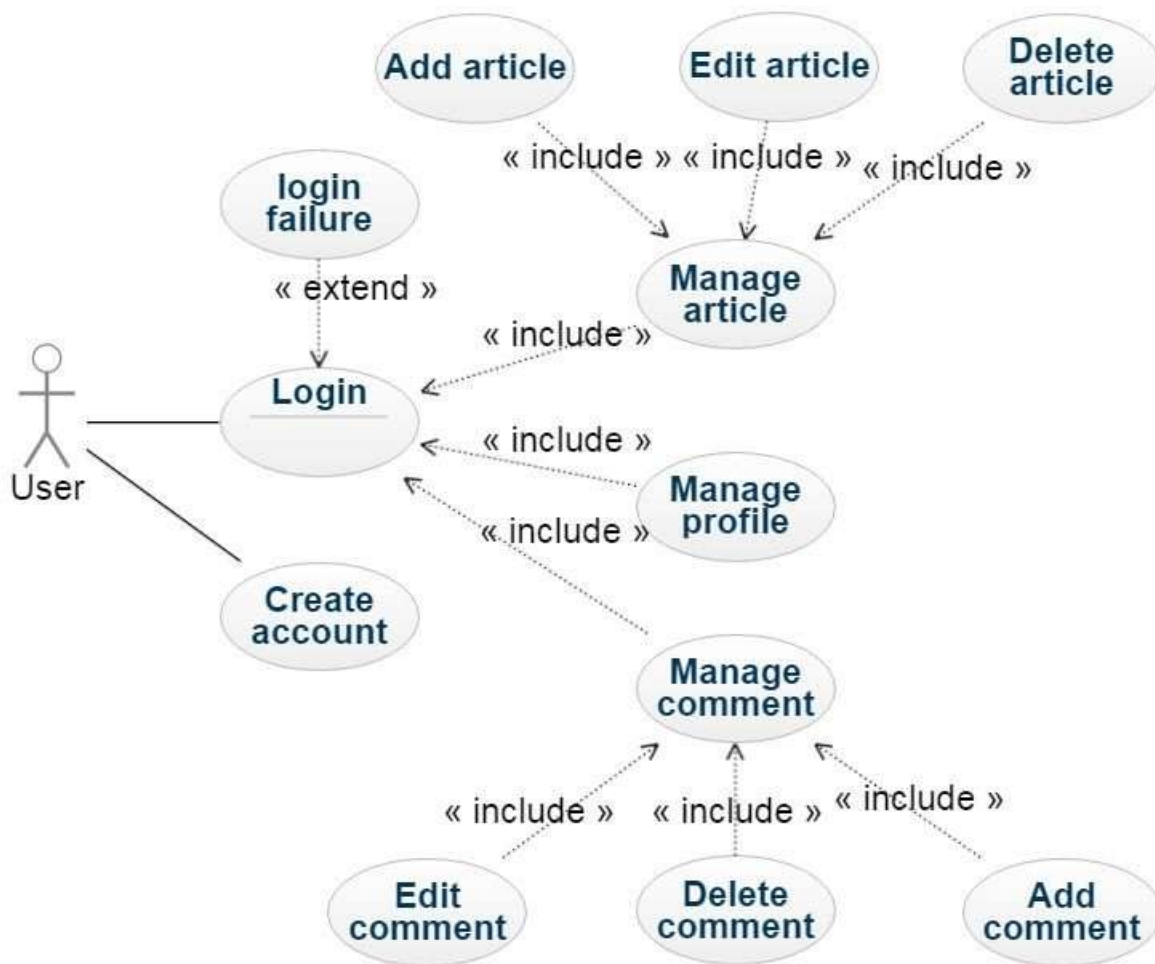 Add article
Edit article
Delete
article
« include »
« include »
« include »
login
failure
« extend »
Manage
article
« include »
Login
User
« include »
Manage
profile
« include »
Create
account
Manage
comment
« include »
« include »
« include »
Edit
comment
Delete
comment
Add
comment